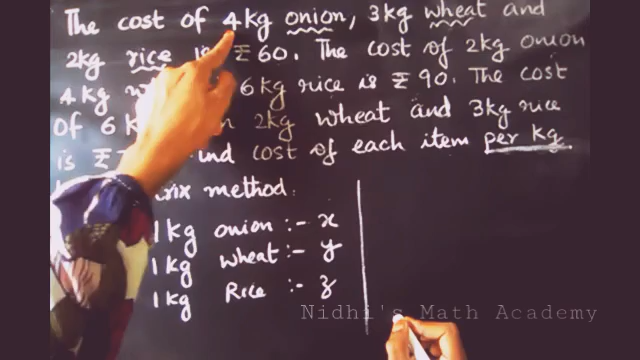 The cost of 4kg onion, 3kg wheat and
2kg rice is ₹60. The cost of 2kg onion
4kg w 6kg rice is ₹90. The cost
of 6 k 2kg wheat and 3kg rice
is ₹ ind cost of each item per kg
rix method.
1kg onion :- x
1kg wheat :- y
1kg Rice :- z
Nidhi's Math Academy